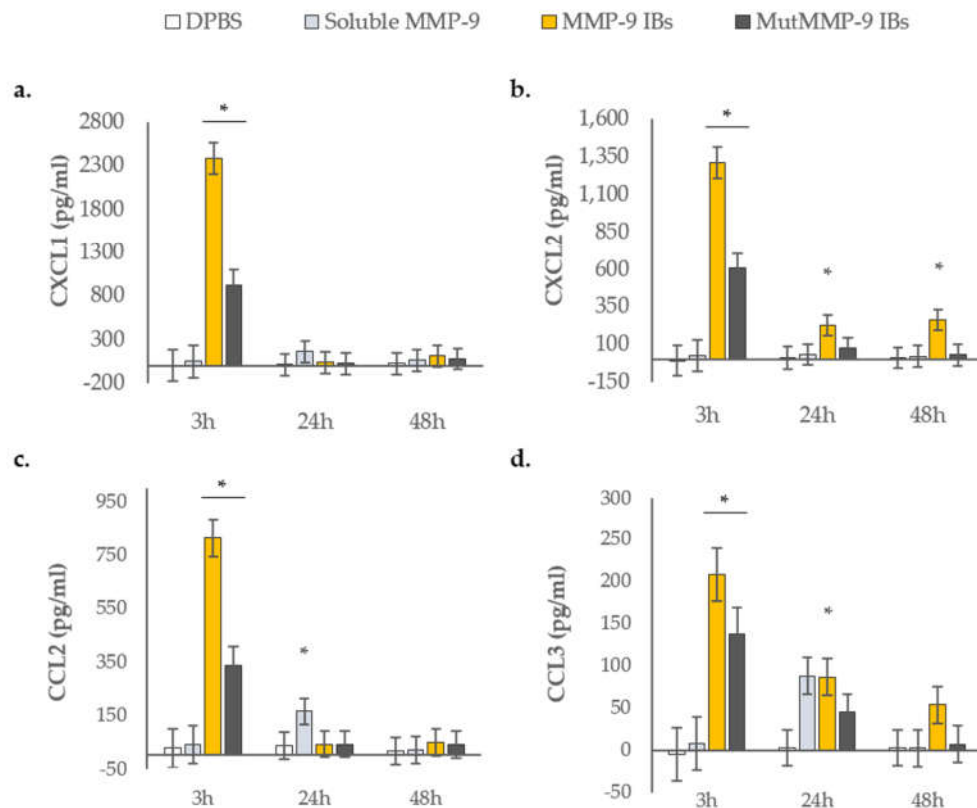 DPBS Soluble MMP-9 MMP-9 IBs MutMMP-9 IBs
a.
CXCL1 (pg/ml)
2800
2300
1800
1300
800
300
-200
*
3h 24h 48h
b.
CXCL2 (pg/ml)
1,600
1,350
1,100
850
600
350
100
-150
*
*
*
3h 24h 48h
c.
CCL2 (pg/ml)
950
750
550
350
150
-50
*
*
3h 24h 48h
d.
CCL3 (pg/ml)
300
250
200
150
100
50
0
-50
*
*
3h 24h 48h